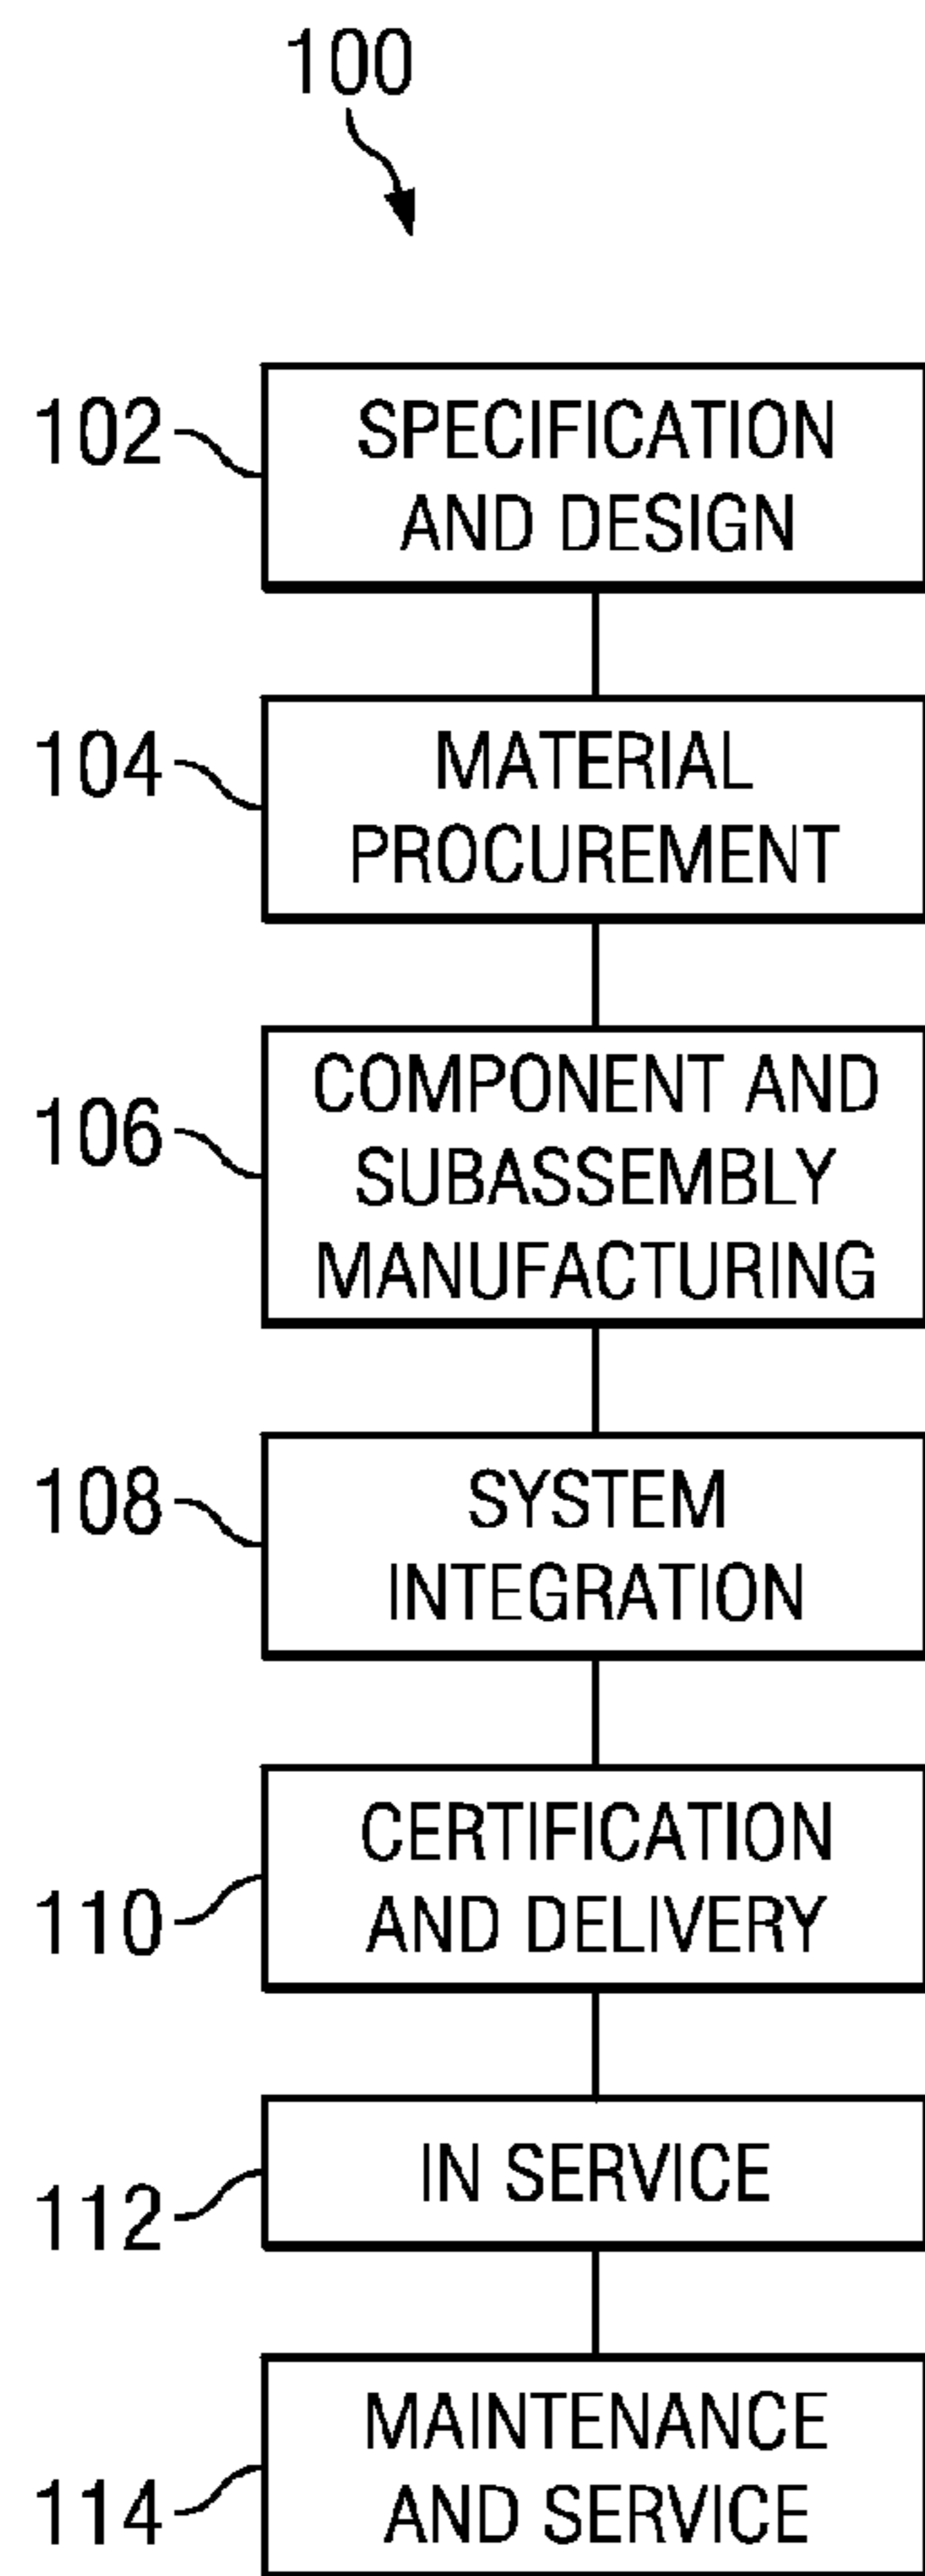 100
102
SPECIFICATION
AND DESIGN
104
MATERIAL
PROCUREMENT
106
COMPONENT AND
SUBASSEMBLY
MANUFACTURING
108
SYSTEM
INTEGRATION
110
CERTIFICATION
AND DELIVERY
112
IN SERVICE
114
MAINTENANCE
AND SERVICE